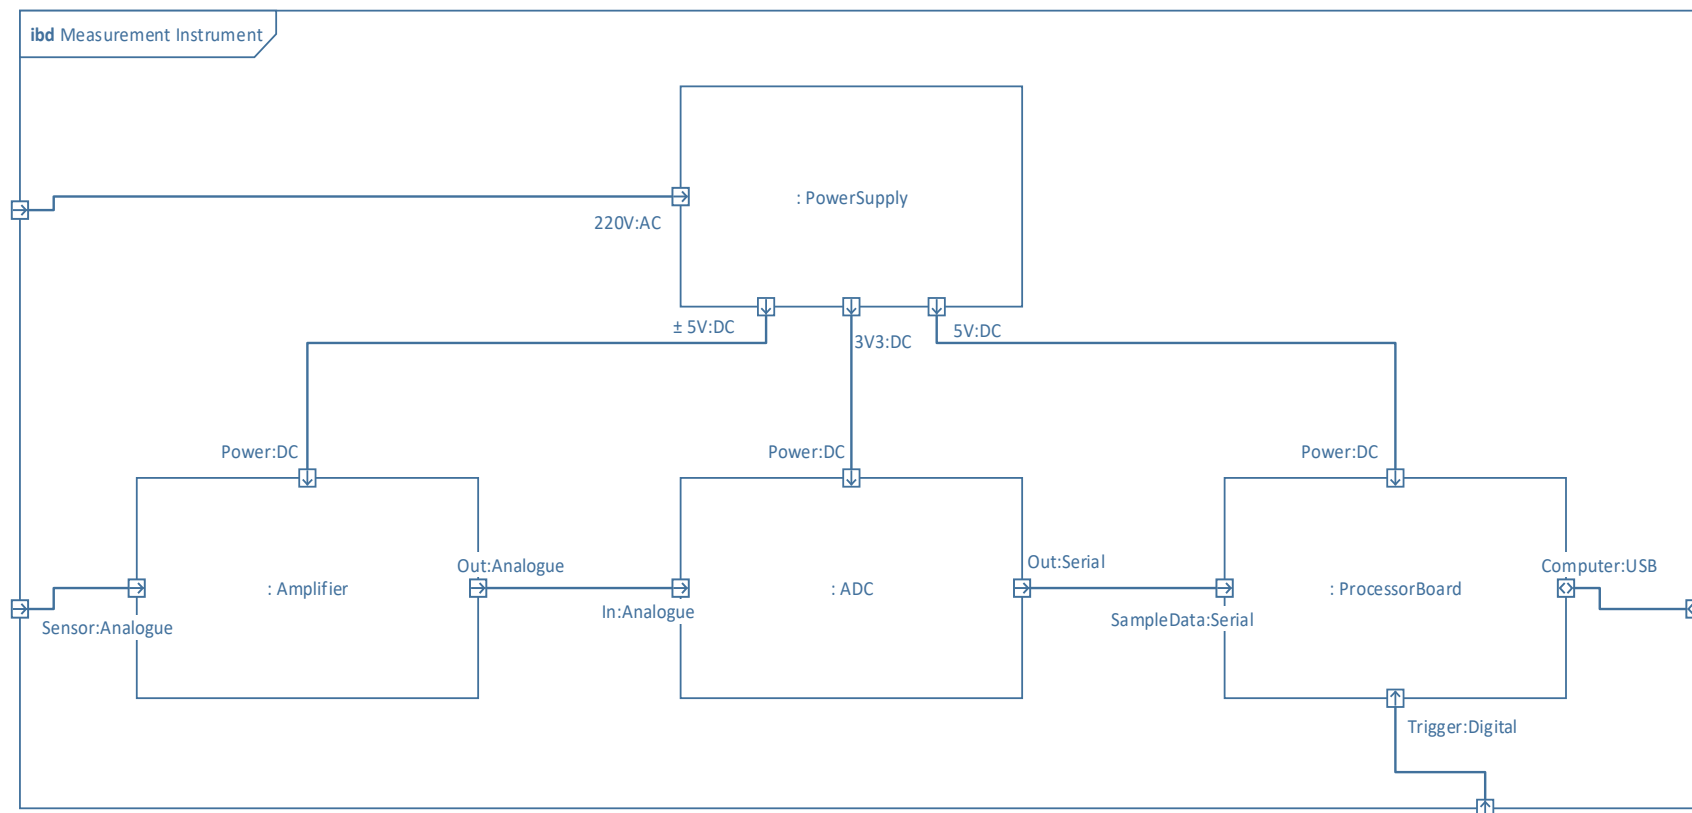 ibd Measurement Instrument
: PowerSupply
220V:AC
± 5V:DC
3V3:DC
5V:DC
Power:DC
Power:DC
Power:DC
Out:Analogue
Out:Serial
Computer:USB
: Amplifier
: ADC
: ProcessorBoard
In:Analogue
SampleData:Serial
Sensor:Analogue
Trigger:Digital